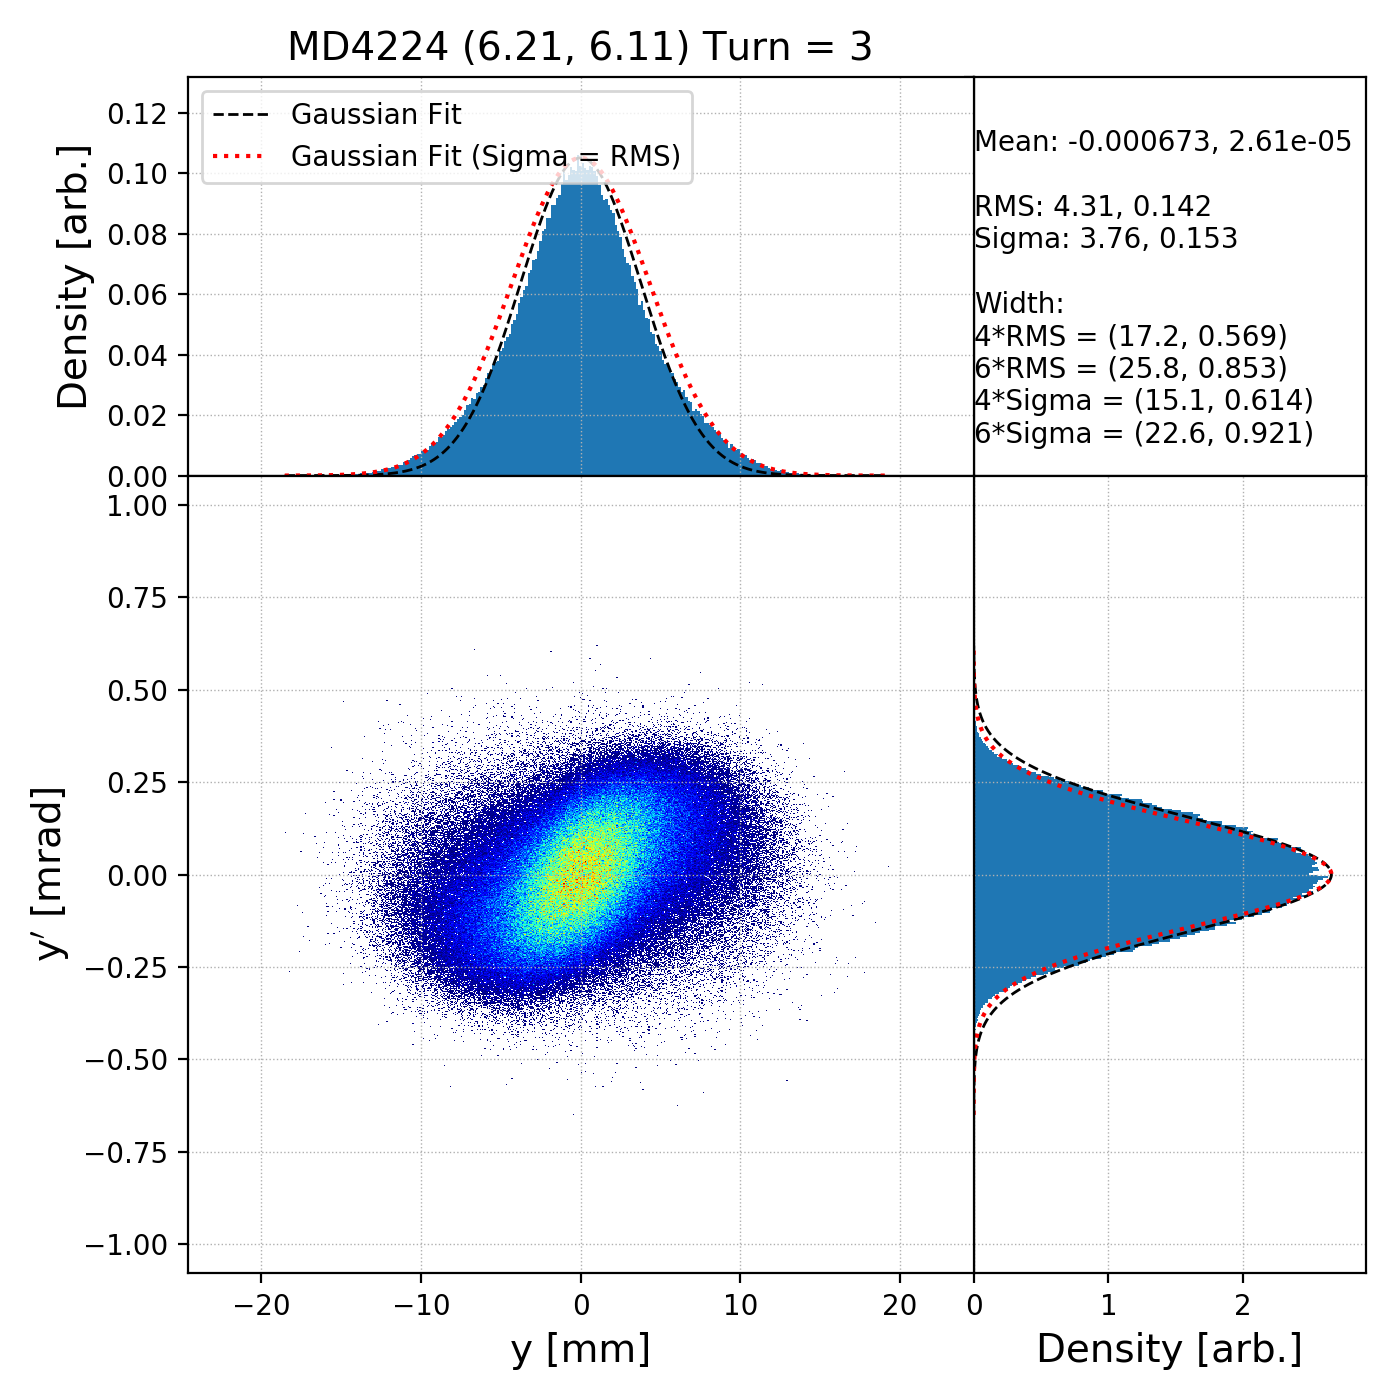 MD4224 (6.21, 6.11) Turn = 3
Gaussian Fit
Gaussian Fit (Sigma = RMS)
Density [arb.]
0.12
0.10
0.08
0.06
0.04
0.02
0.00
Mean: -0.000673, 2.61e-05
RMS: 4.31, 0.142
Sigma: 3.76, 0.153
Width:
4*RMS = (17.2, 0.569)
6*RMS = (25.8, 0.853)
4*Sigma = (15.1, 0.614)
6*Sigma = (22.6, 0.921)
y′ [mrad]
1.00
0.75
0.50
0.25
0.00
−0.25
−0.50
−0.75
−1.00
−20 −10 0 10 20
y [mm]
0 1 2
Density [arb.]